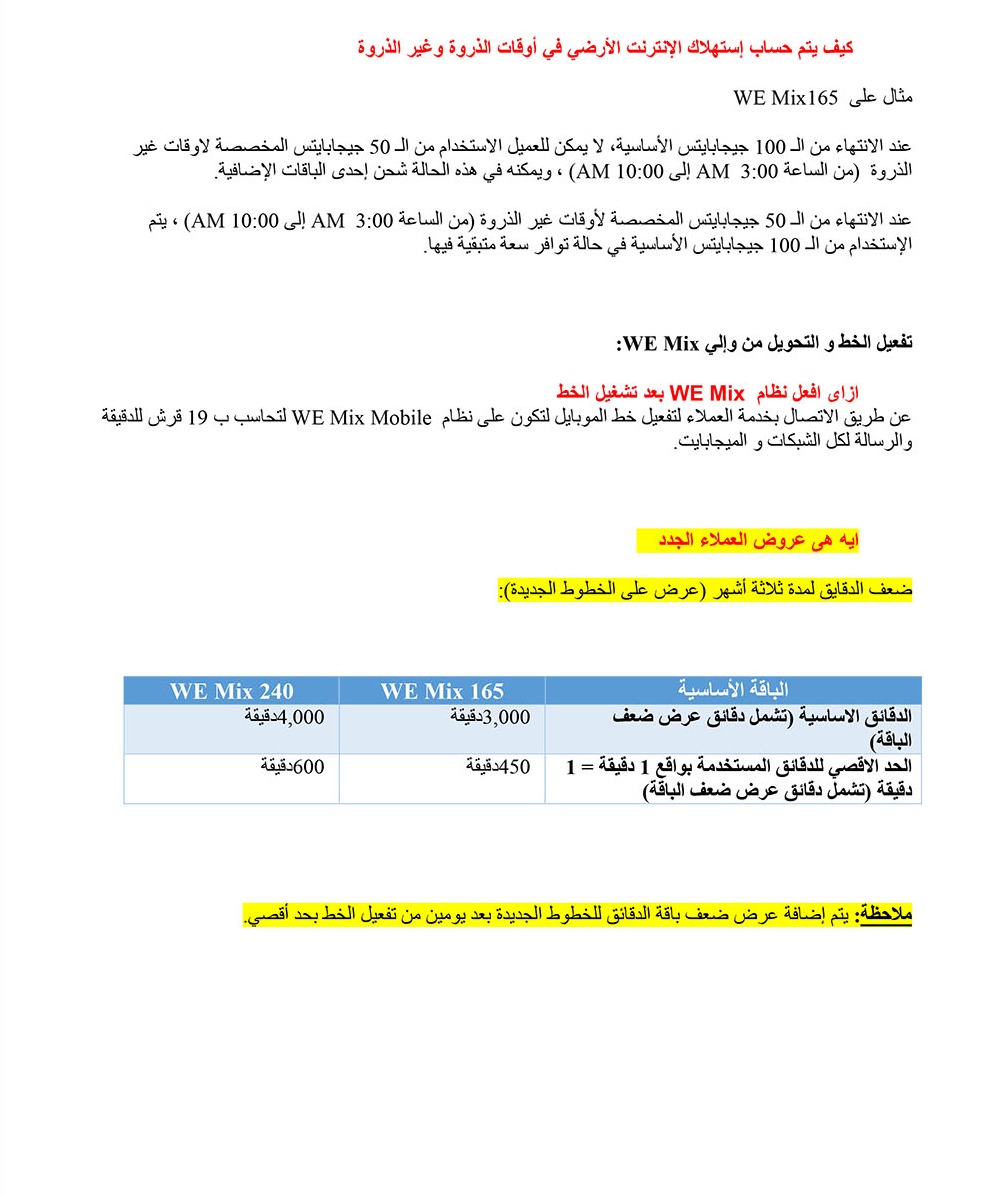 كيف يتم حساب إستهلاك الإنترنت الأرضي في أوقات الذروة وغير الذروة
مثال على WE Mix165
عند الانتهاء من الـ 100 جيجابايتس الأساسية، لا يمكن للعميل الاستخدام من الـ 50 جيجابايتس المخصصة لاوقات غير
الذروة (من الساعة 3:00 AM إلى 10:00 AM) ، ويمكنه في هذه الحالة شحن إحدى الباقات الإضافية.
عند الانتهاء من الـ 50 جيجابايتس المخصصة لأوقات غير الذروة (من الساعة 3:00 AM إلى 10:00 AM) ، يتم
الإستخدام من الـ 100 جيجابايتس الأساسية في حالة توافر سعة متبقية فيها.
تفعيل الخط و التحويل من وإلي WE Mix:
ازاى افعل نظام WE Mix بعد تشغيل الخط
عن طريق الاتصال بخدمة العملاء لتفعيل خط الموبايل لتكون على نظام WE Mix Mobile لتحاسب ب 19 قرش للدقيقة
والرسالة لكل الشبكات و الميجابايت.
ايه هى عروض العملاء الجدد
ضعف الدقايق لمدة ثلاثة أشهر (عرض على الخطوط الجديدة):
الباقة الأساسية WE Mix 165 WE Mix 240
الدقائق الاساسية (تشمل دقائق عرض ضعف 3,000دقيقة 4,000دقيقة
الباقة)
الحد الاقصي للدقائق المستخدمة بواقع 1 دقيقة = 1 450دقيقة 600دقيقة
دقيقة (تشمل دقائق عرض ضعف الباقة)
ملاحظة: يتم إضافة عرض ضعف باقة الدقائق للخطوط الجديدة بعد يومين من تفعيل الخط بحد أقصي.